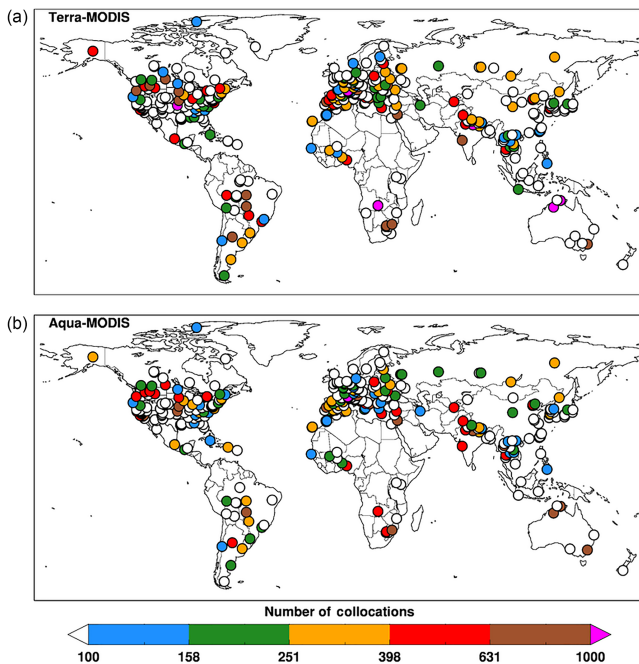 (a)
Terra-MODIS
(b)
Aqua-MODIS
Number of collocations
100 158 251 398 631 1000